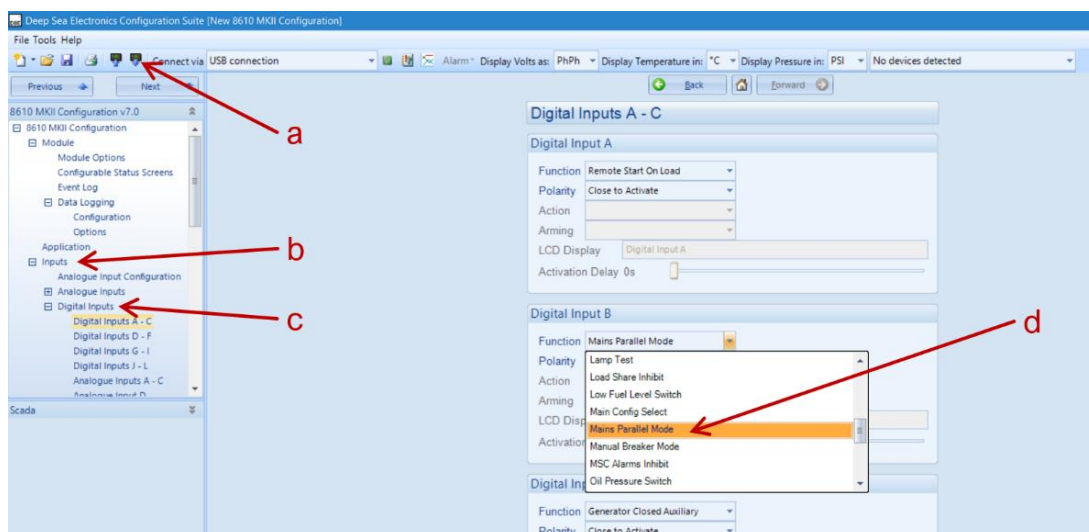 Deep Sea Electronics Configuration Suite [New 8610 MKII Configuration]
File Tools Help
Connect via USB connection Alarm Display Volts as: PhPh Display Temperature in: °C Display Pressure in: PSI No devices detected
Previous Next Back Forward
8610 MKII Configuration v7.0
8610 MKII Configuration
Module
Module Options
Configurable Status Screens
Event Log
Data Logging
Configuration
Options
Application
Inputs
Analogue Input Configuration
Analogue Inputs
Digital Inputs
Digital Inputs A - C
Digital Inputs D - F
Digital Inputs G - I
Digital Inputs J - L
Analogue Inputs A - C
Analogue Input D
Scada
a
b
c
Digital Inputs A - C
Digital Input A
Function Remote Start On Load
Polarity Close to Activate
Action
Arming
LCD Display Digital Input A
Activation Delay 0s
Digital Input B
Function Mains Parallel Mode
Polarity
Action
Arming
LCD Disp
Activation
Lamp Test
Load Share Inhibit
Low Fuel Level Switch
Main Config Select
Mains Parallel Mode
Manual Breaker Mode
MSC Alarms Inhibit
Oil Pressure Switch
d
Digital Inp
Function Generator Closed Auxiliary
Polarity Close to Activate